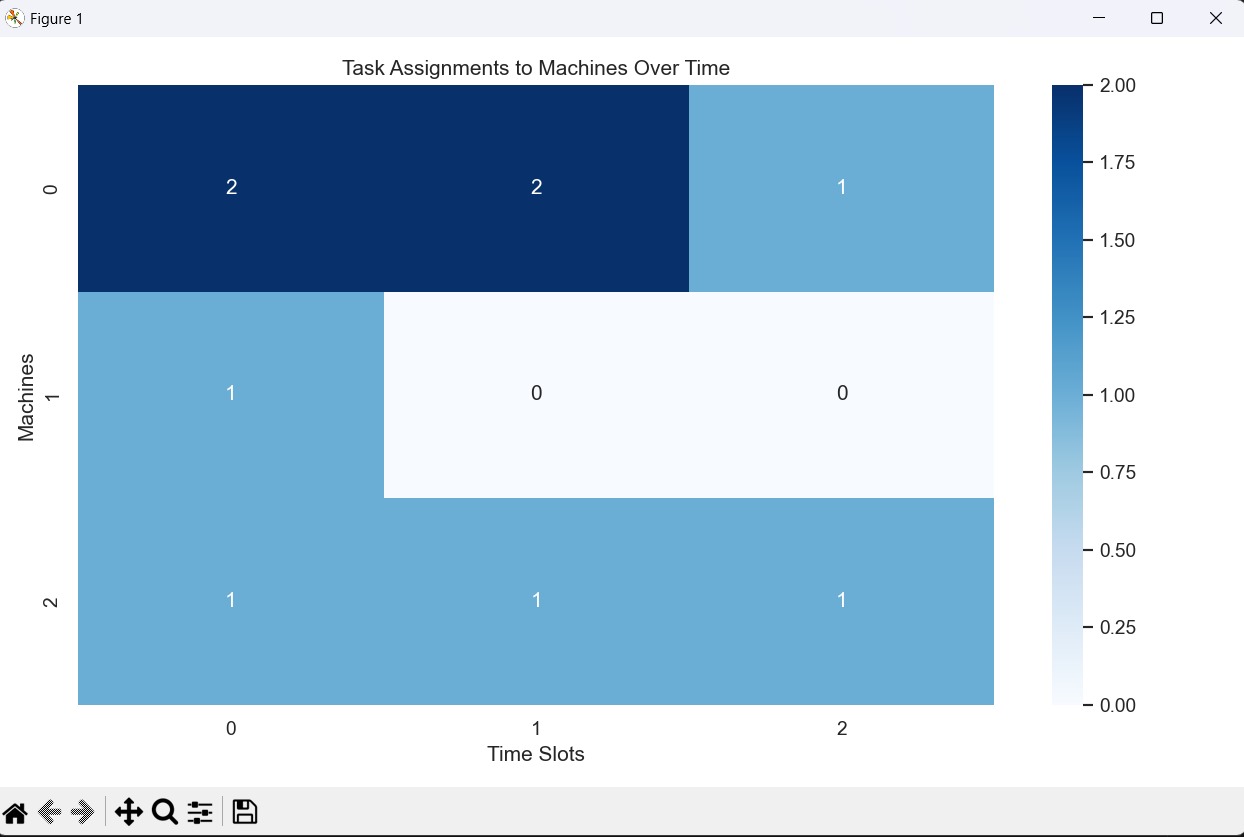 Figure 1
Task Assignments to Machines Over Time
2 2 1
1 0 0
1 1 1
0
1
2
Machines
0 1 2
Time Slots
2.00
1.75
1.50
1.25
1.00
0.75
0.50
0.25
0.00